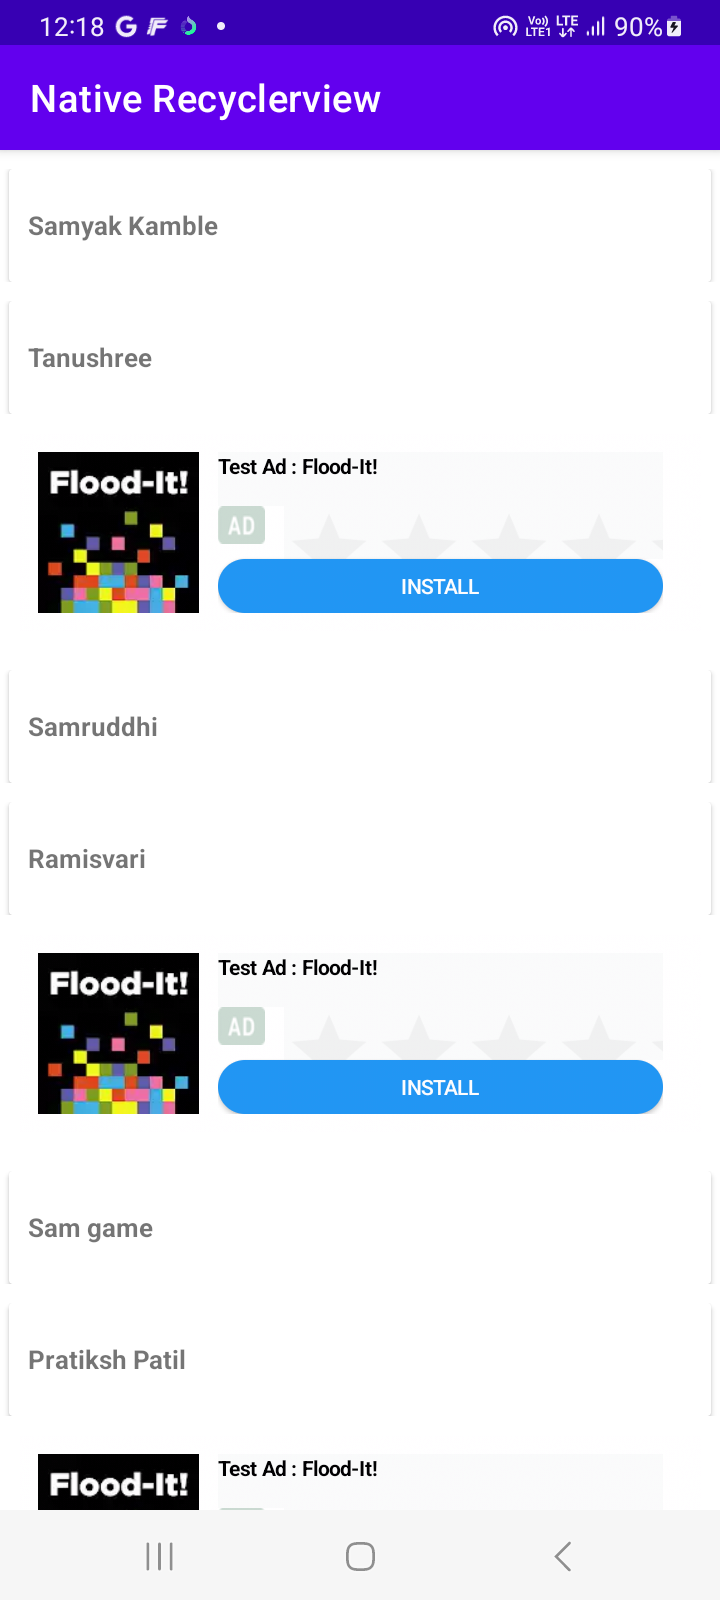 12:18 G
Vo)) LTE1 LTE 90%
Native Recyclerview
Samyak Kamble
Tanushree
Flood-It!
Test Ad : Flood-It!
AD
INSTALL
Samruddhi
Ramisvari
Flood-It!
Test Ad : Flood-It!
AD
INSTALL
Sam game
Pratiksh Patil
Flood-It!
Test Ad : Flood-It!